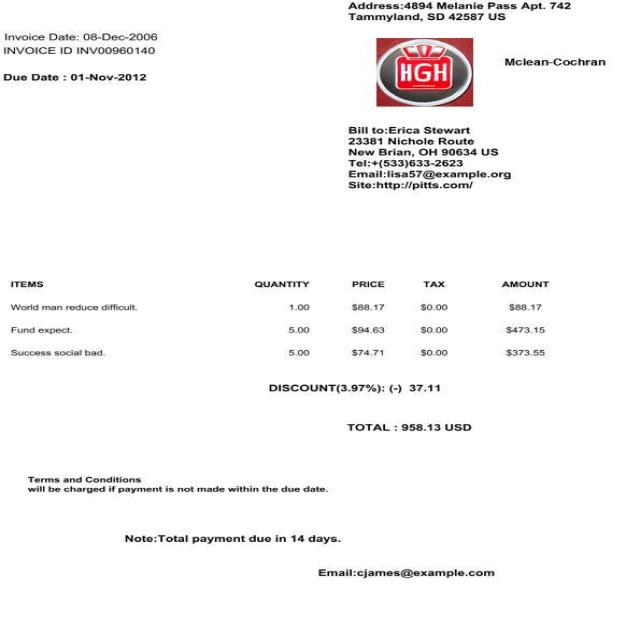 Address:4894 Melanie Pass Apt. 742
Tammyland, SD 42587 US
Invoice Date: 08-Dec-2006
INVOICE ID INV00960140
Due Date : 01-Nov-2012
HGH
Mclean-Cochran
Bill to:Erica Stewart
23381 Nichole Route
New Brian, OH 90634 US
Tel:+(533)633-2623
Email:lisa57@example.org
Site:http://pitts.com/
ITEMS QUANTITY PRICE TAX AMOUNT
World man reduce difficult. 1.00 $88.17 $0.00 $88.17
Fund expect. 5.00 $94.63 $0.00 $473.15
Success social bad. 5.00 $74.71 $0.00 $373.55
DISCOUNT(3.97%): (-) 37.11
TOTAL : 958.13 USD
Terms and Conditions
will be charged if payment is not made within the due date.
Note:Total payment due in 14 days.
Email:cjames@example.com